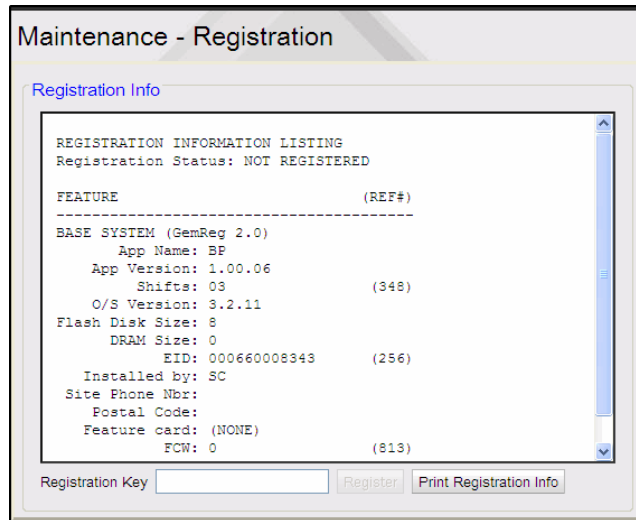 Maintenance - Registration
Registration Info
REGISTRATION INFORMATION LISTING
Registration Status: NOT REGISTERED
FEATURE (REF#)
-----------------------------------------
BASE SYSTEM (GemReg 2.0)
App Name: BP
App Version: 1.00.06
Shifts: 03 (348)
O/S Version: 3.2.11
Flash Disk Size: 8
DRAM Size: 0
EID: 000660008343 (256)
Installed by: SC
Site Phone Nbr:
Postal Code:
Feature card: (NONE)
FCW: 0 (813)
Registration Key Register Print Registration Info